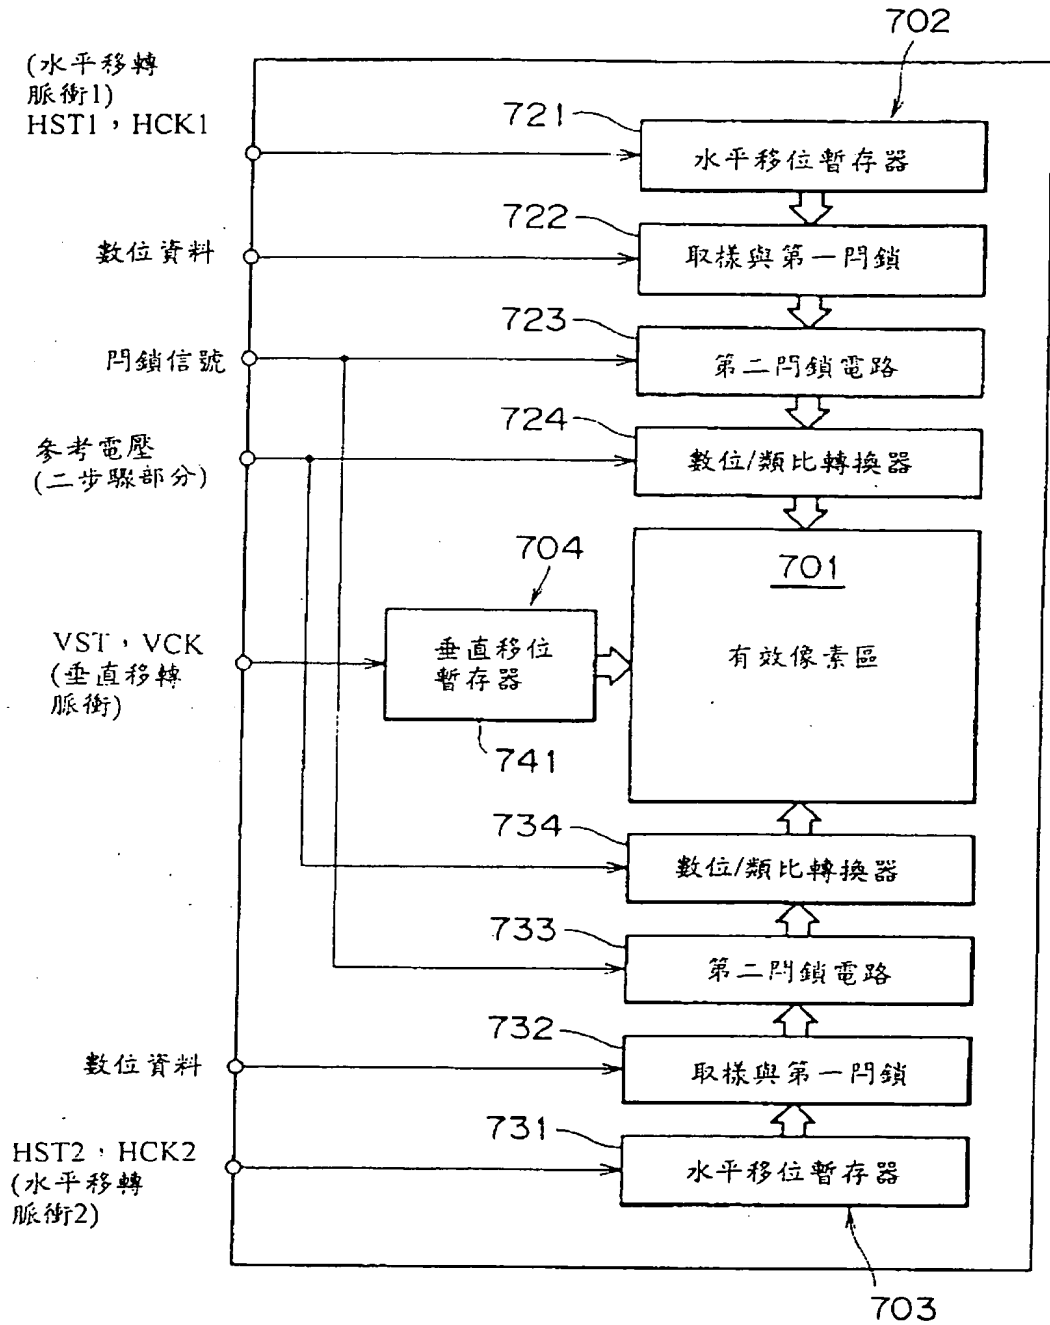 702
(水平移轉
脈衝1)
HST1，HCK1
721
水平移位暫存器
722
數位資料
取樣與第一閂鎖
723
閂鎖信號
第二閂鎖電路
724
參考電壓
(二步驟部分)
數位/類比轉換器
704
701
VST，VCK
(垂直移轉
脈衝)
垂直移位
暫存器
有效像素區
741
734
數位/類比轉換器
733
第二閂鎖電路
732
數位資料
取樣與第一閂鎖
731
HST2，HCK2
(水平移轉
脈衝2)
水平移位暫存器
703